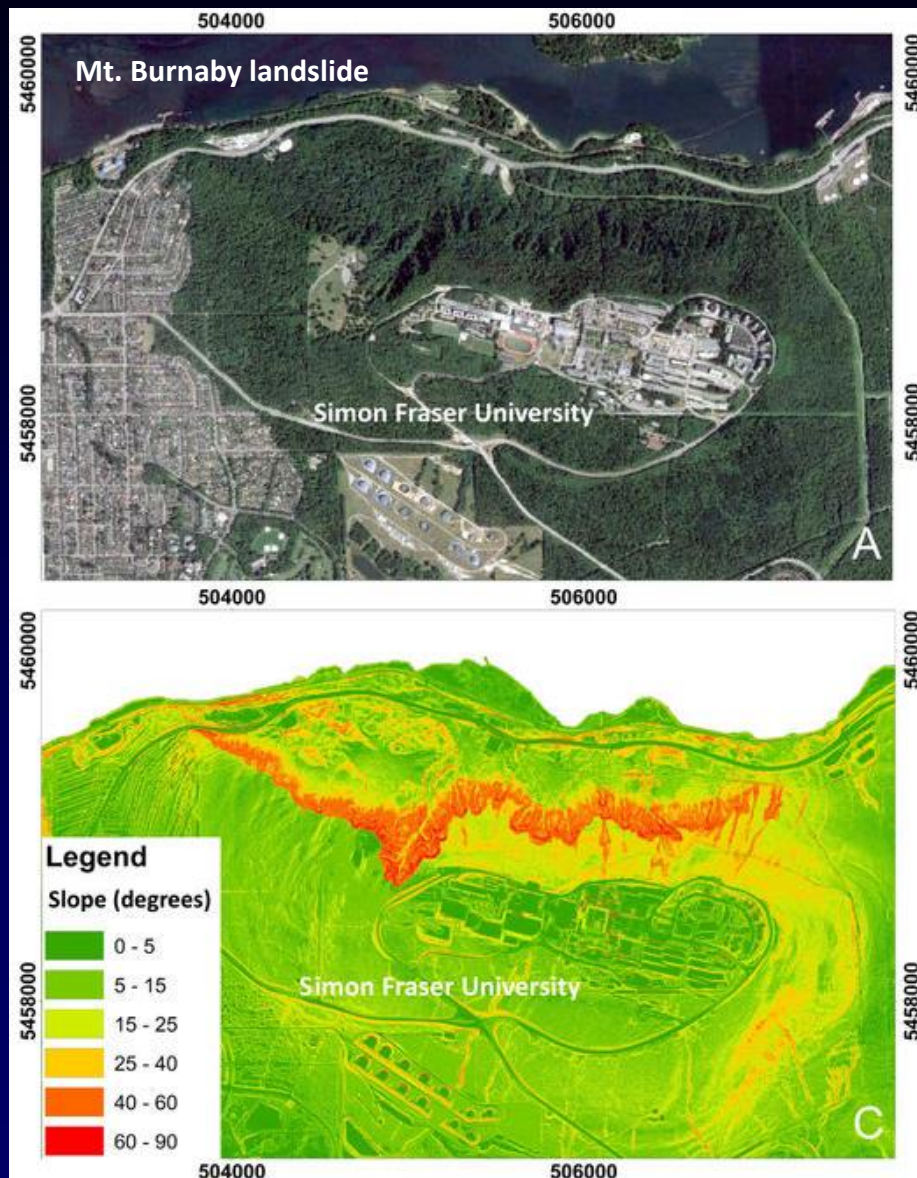 504000
506000
5460000
Mt. Burnaby landslide
5460000
Simon Fraser University
5458000
5458000
A
504000
506000
5460000
5460000
Legend
Slope (degrees)
0 - 5
5 - 15
15 - 25
25 - 40
40 - 60
60 - 90
Simon Fraser University
5458000
5458000
C
504000
506000